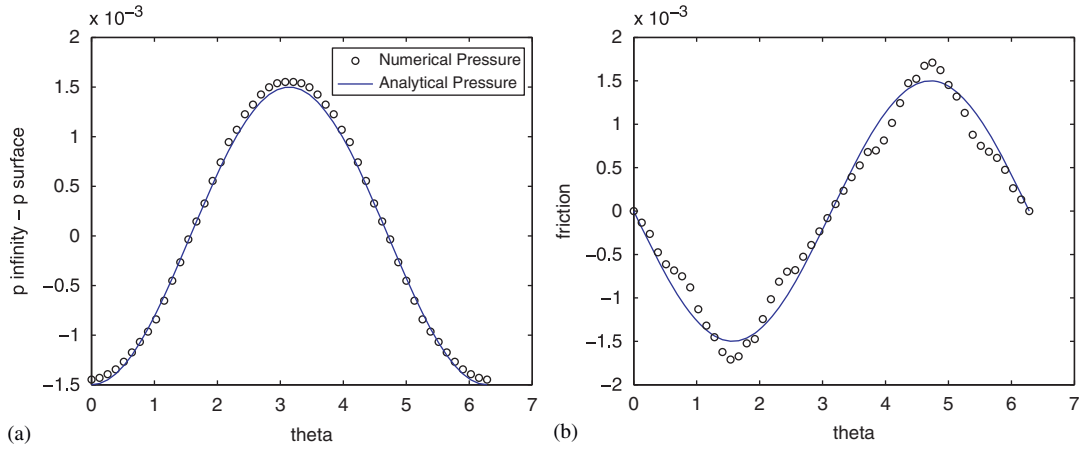 x 10−3
2
1.5
1
0.5
0
−0.5
−1
−1.5
0 1 2 3 4 5 6 7
p infinity − p surface
theta
Numerical Pressure
Analytical Pressure
(a)
x 10−3
2
1.5
1
0.5
0
−0.5
−1
−1.5
−2
0 1 2 3 4 5 6 7
friction
theta
(b)